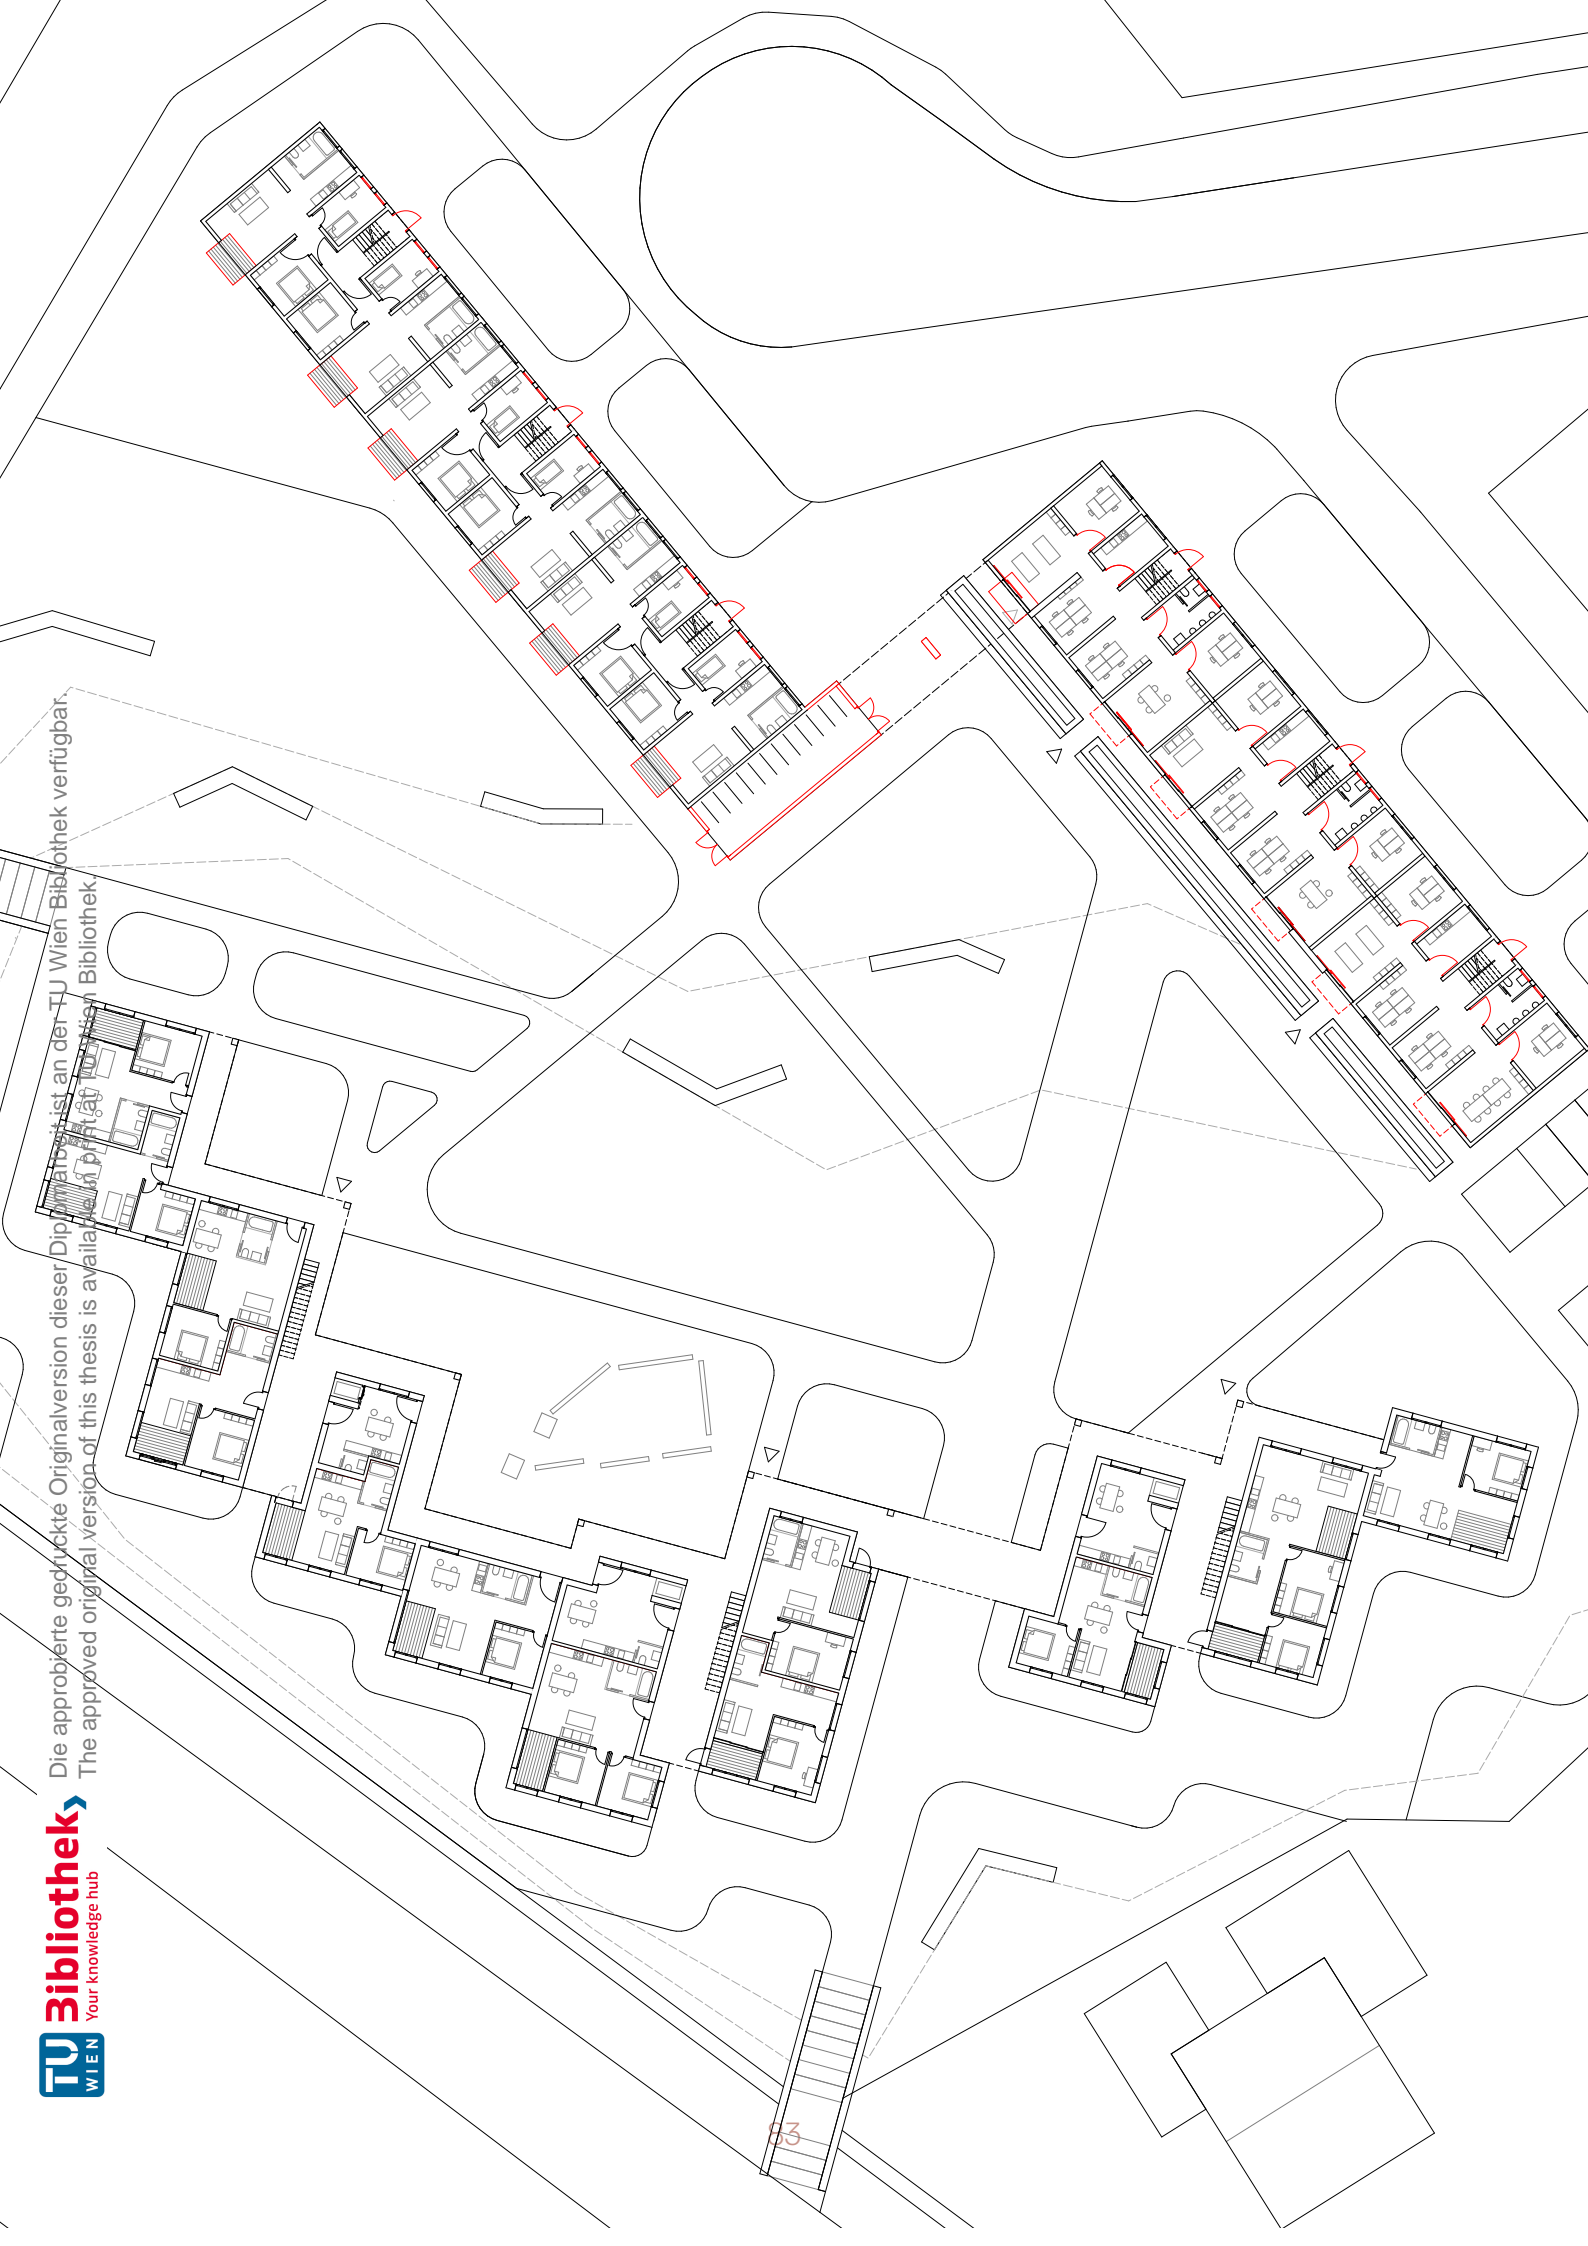 Die approbierte gedruckte Originalversion dieser Diplomarbeit ist an der TU Wien Bibliothek verfügbar.
The approved original version of this thesis is available in print at TU Wien Bibliothek.
Bibliothek
Your knowledge hub
TU
WIEN
83